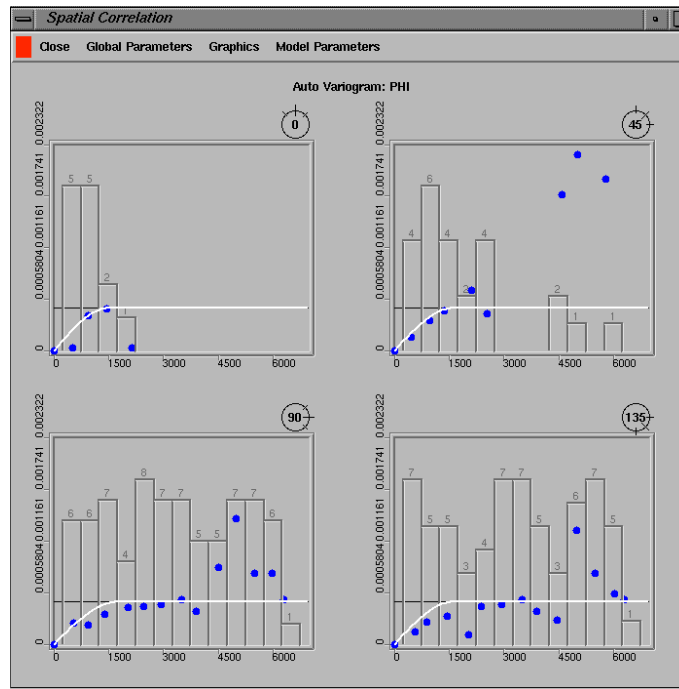 Spatial Correlation
Close Global Parameters Graphics Model Parameters
Auto Variogram: PHI
0
0.002322
0.001741
0.001161
0.0005804
0
5 5 2 1
0 1500 3000 4500 6000
45
0.002322
0.001741
0.001161
0.0005804
0
4 6 4 2 4 2 1 1
0 1500 3000 4500 6000
90
0.002322
0.001741
0.001161
0.0005804
0
6 6 7 4 8 7 7 5 5 7 7 6 1
0 1500 3000 4500 6000
135
0.002322
0.001741
0.001161
0.0005804
0
7 5 5 3 4 7 7 5 3 6 7 5 1
0 1500 3000 4500 6000